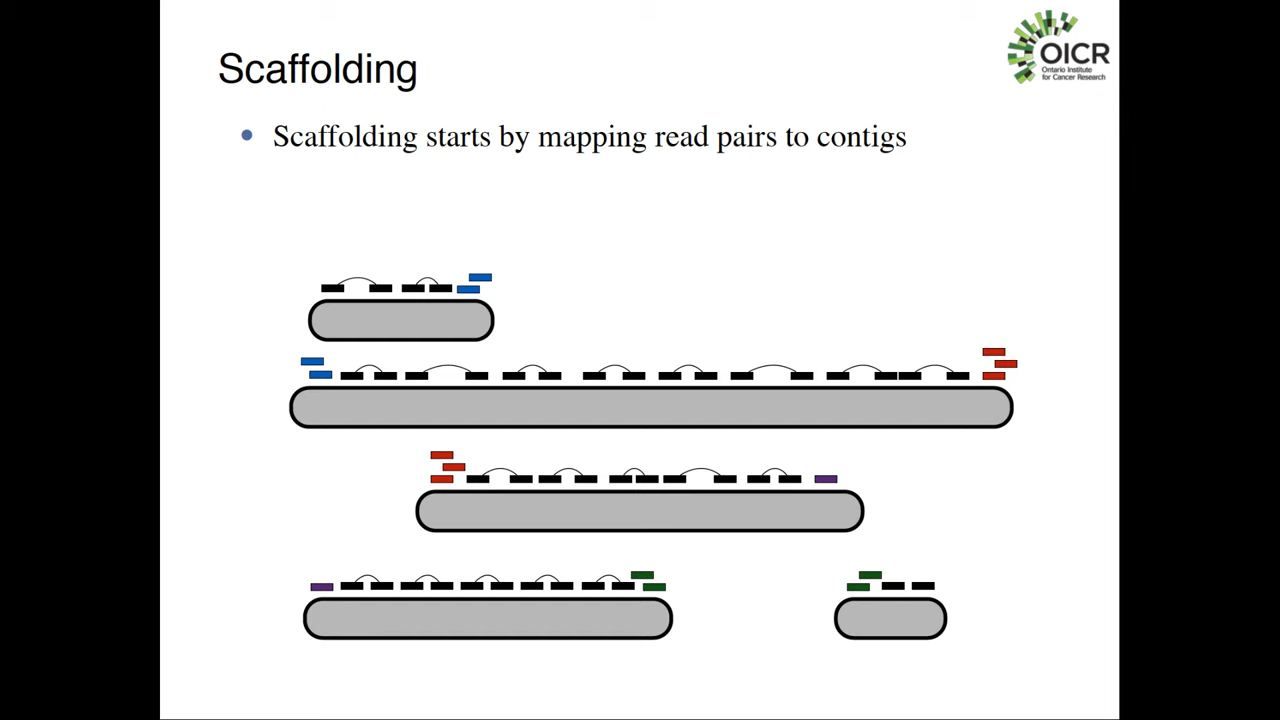 Scaffolding
OICR
Ontario Institute
for Cancer Research
Scaffolding starts by mapping read pairs to contigs